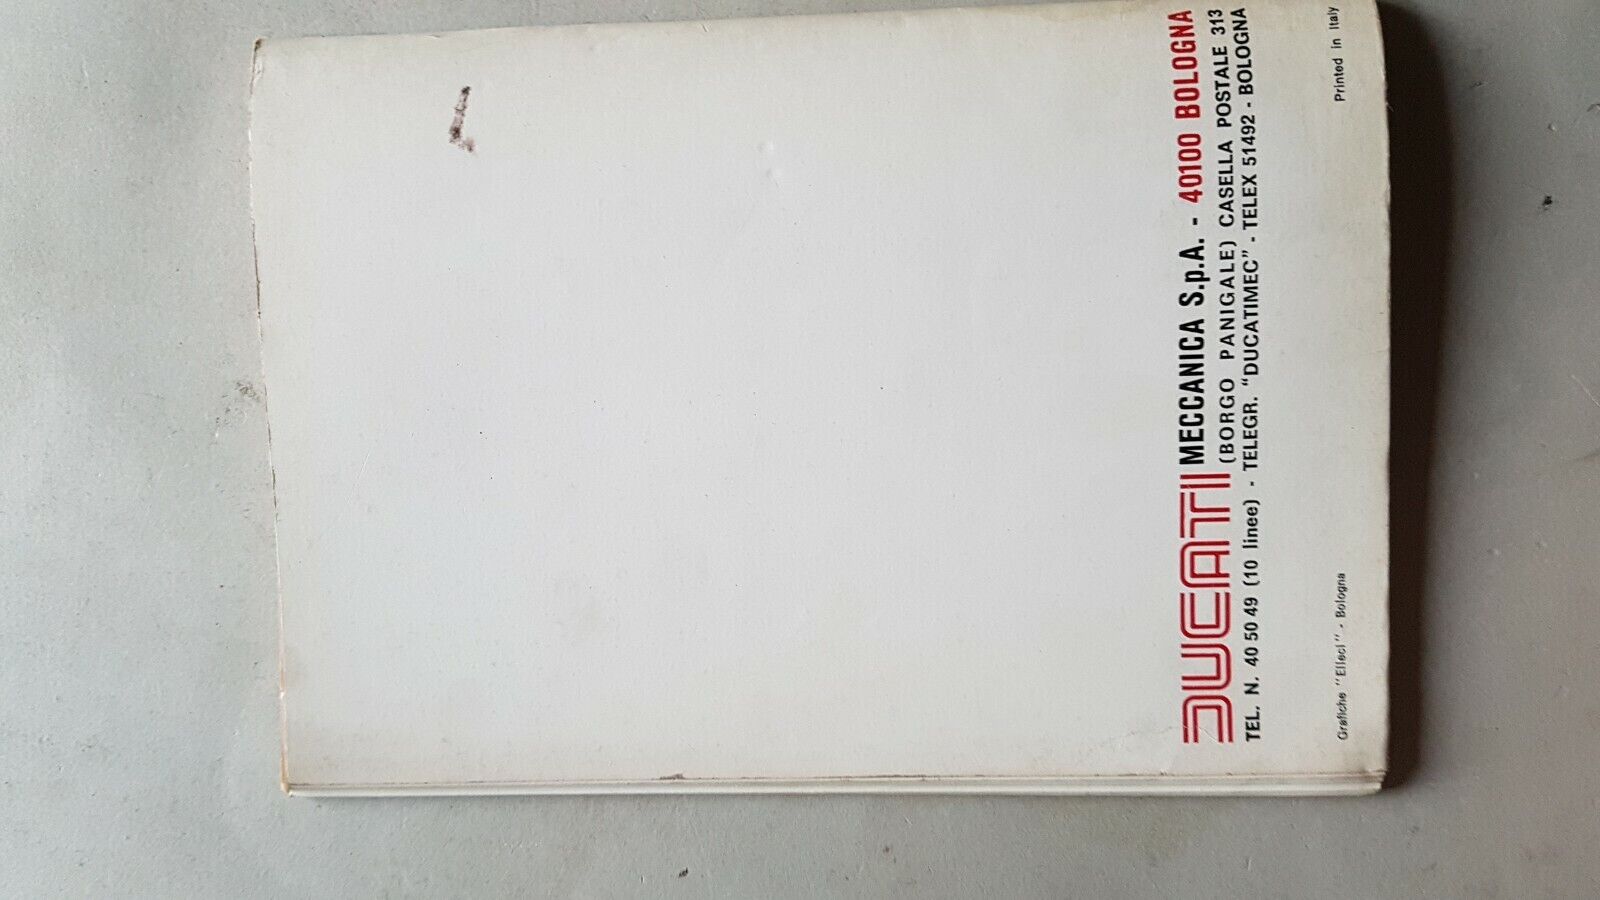 DUCATI MECCANICA S.p.A. - 40100 BOLOGNA
(BORGO PANIGALE) CASELLA POSTALE 313
TEL. N. 40 50 49 (10 linee) - TELEGR. "DUCATIMEC" - TELEX 51492 - BOLOGNA
Grafiche "Elleci" - Bologna
Printed in Italy